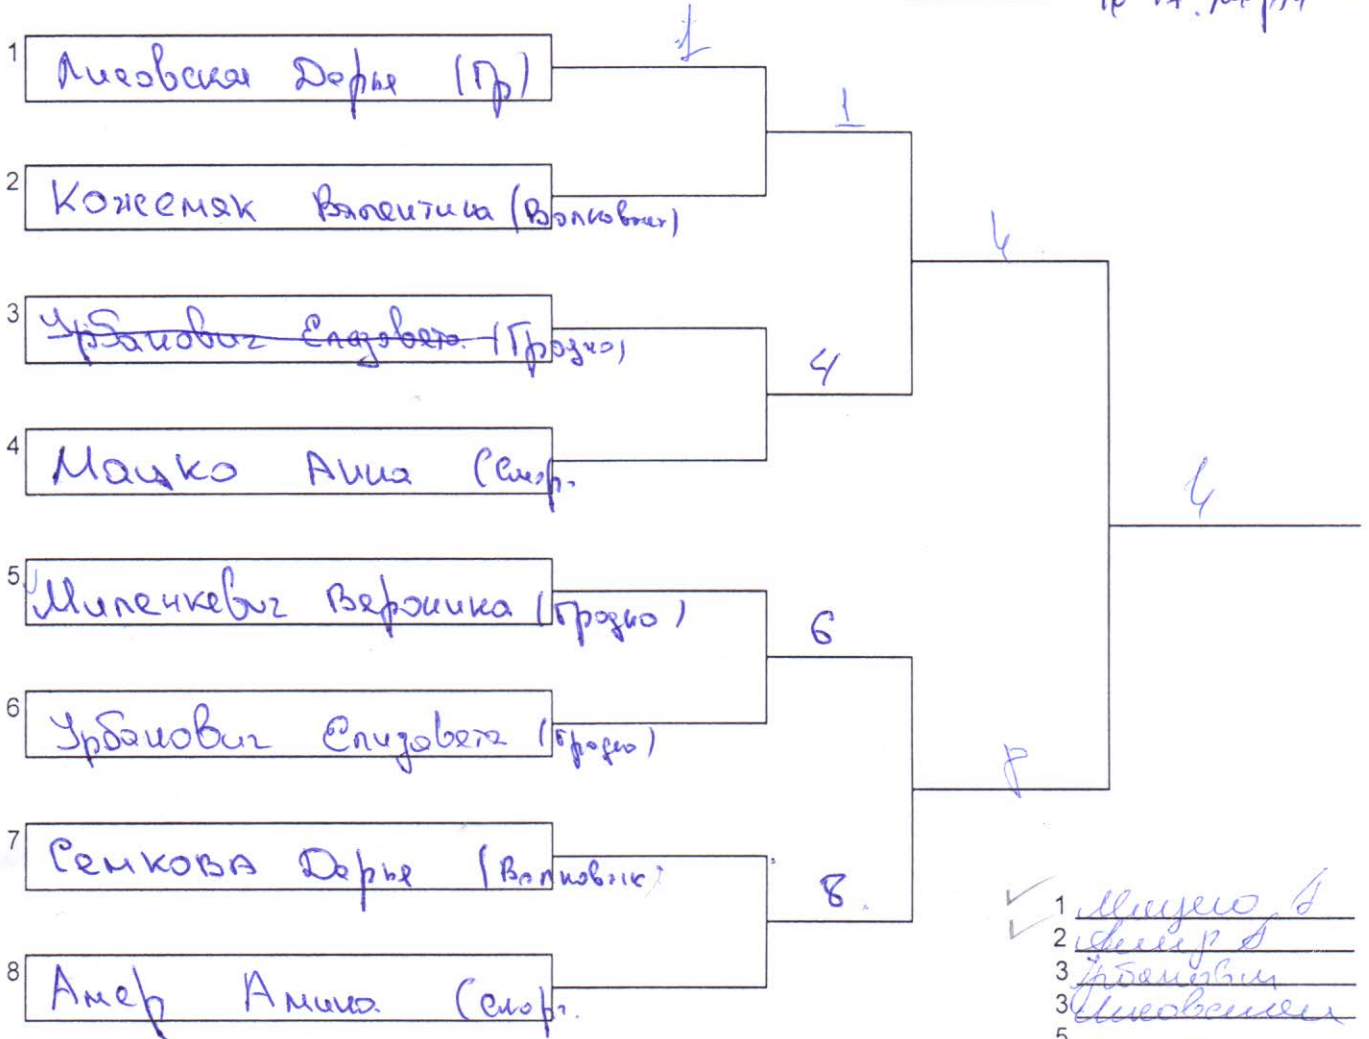 1 Лисовская Дарья (Гр)
1
1
2 Кожемяк Валентина (Волковыск)
4
3 Урбанович Елизавета (Гродно)
4
4 Мацко Анна (Смор.
4
5 Миленкевич Вероника (Гродно)
6
6 Урбанович Елизавета (Гродно)
8
7 Семкова Дарья (Волковыск)
8
8 Амер Амина (Смор.
1 Мацко А
2 Амер А
3 Урбанович
3 Лисовская
5